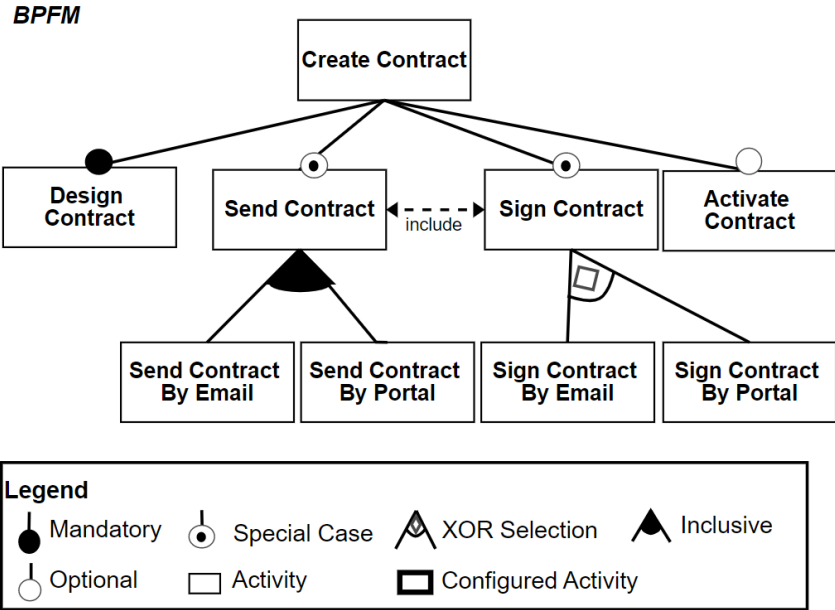 BPFM
Create Contract
Design
Contract
Send Contract
include
Sign Contract
Activate
Contract
Send Contract
By Email
Send Contract
By Portal
Sign Contract
By Email
Sign Contract
By Portal
Legend
Mandatory
Special Case
XOR Selection
Inclusive
Optional
Activity
Configured Activity